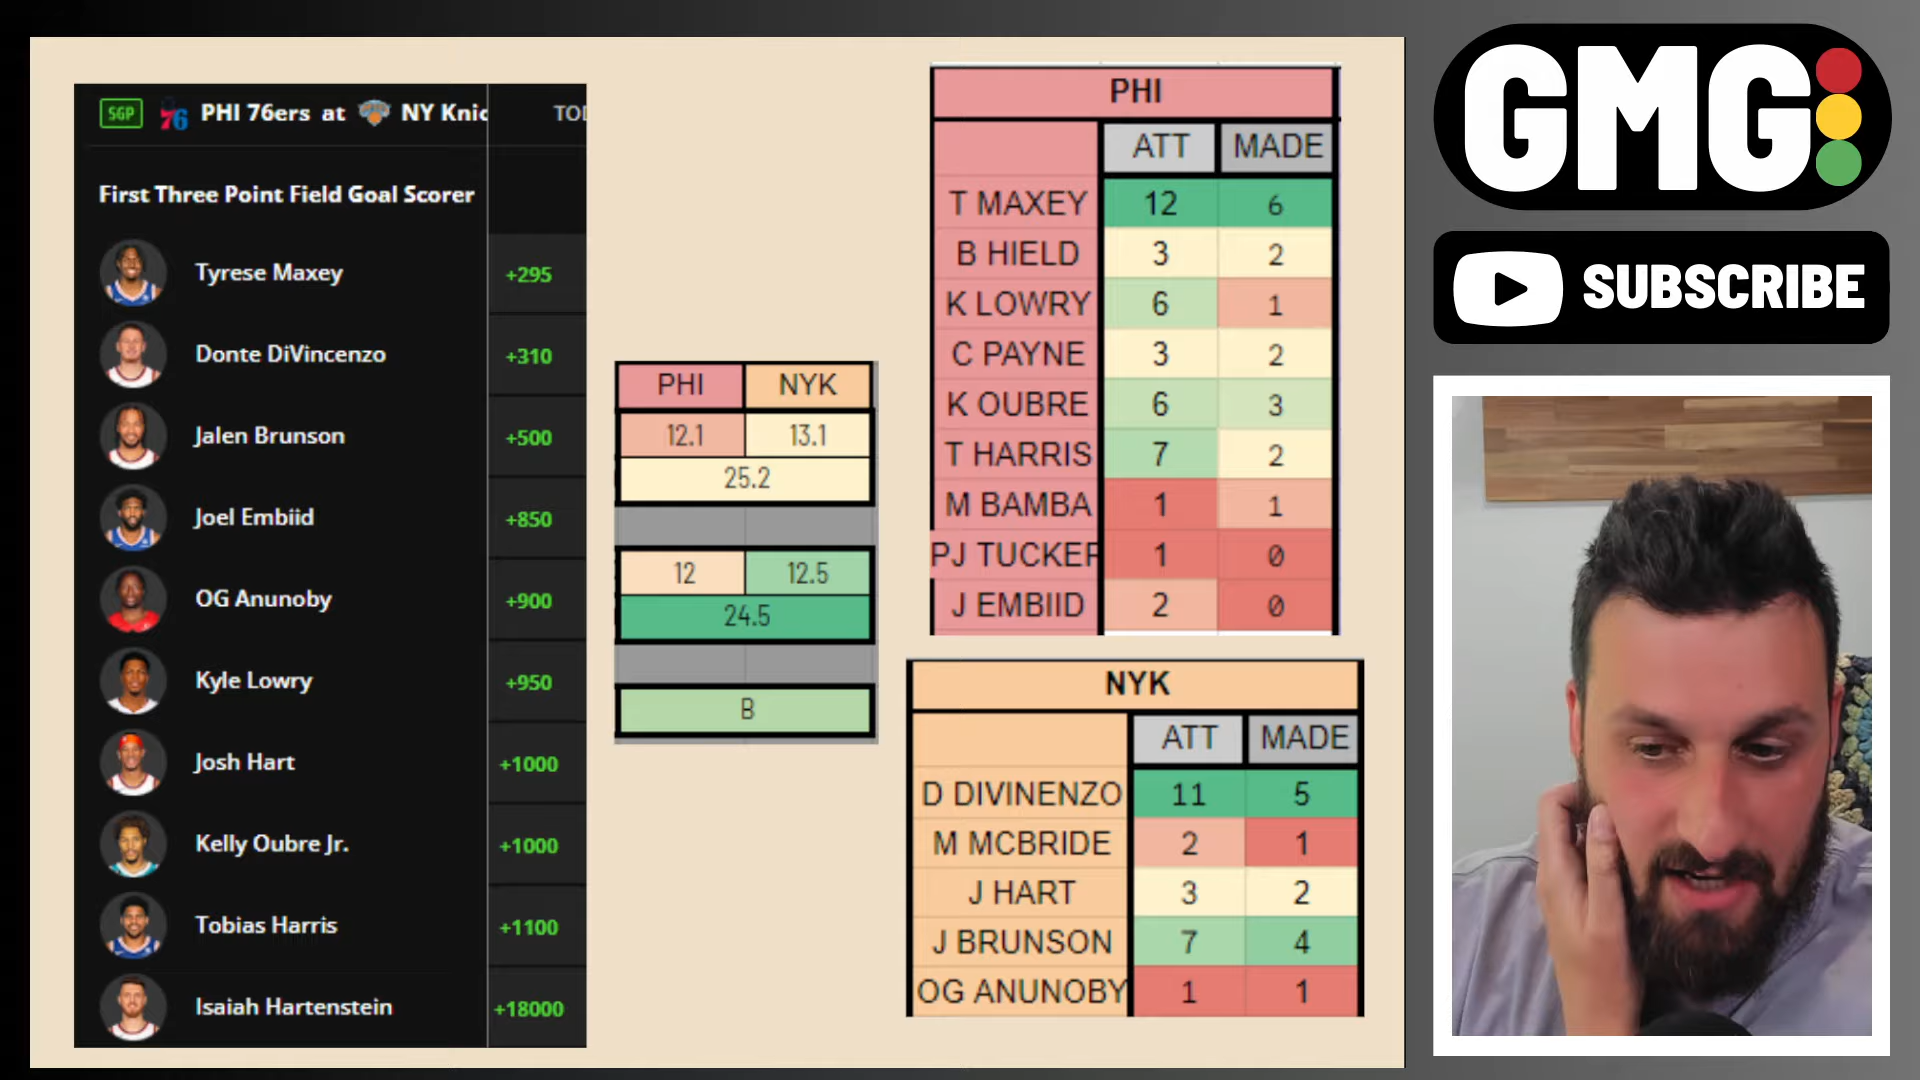 SGP 76 PHI 76ers at NY Knic TO
First Three Point Field Goal Scorer
Tyrese Maxey +295
Donte DiVincenzo +310
Jalen Brunson +500
Joel Embiid +850
OG Anunoby +900
Kyle Lowry +950
Josh Hart +1000
Kelly Oubre Jr. +1000
Tobias Harris +1100
Isaiah Hartenstein +18000
PHI NYK
12.1 13.1
25.2
12 12.5
24.5
B
PHI
ATT MADE
T MAXEY 12 6
B HIELD 3 2
K LOWRY 6 1
C PAYNE 3 2
K OUBRE 6 3
T HARRIS 7 2
M BAMBA 1 1
PJ TUCKER 1 0
J EMBIID 2 0
NYK
ATT MADE
D DIVINENZO 11 5
M MCBRIDE 2 1
J HART 3 2
J BRUNSON 7 4
OG ANUNOBY 1 1
GMG
SUBSCRIBE